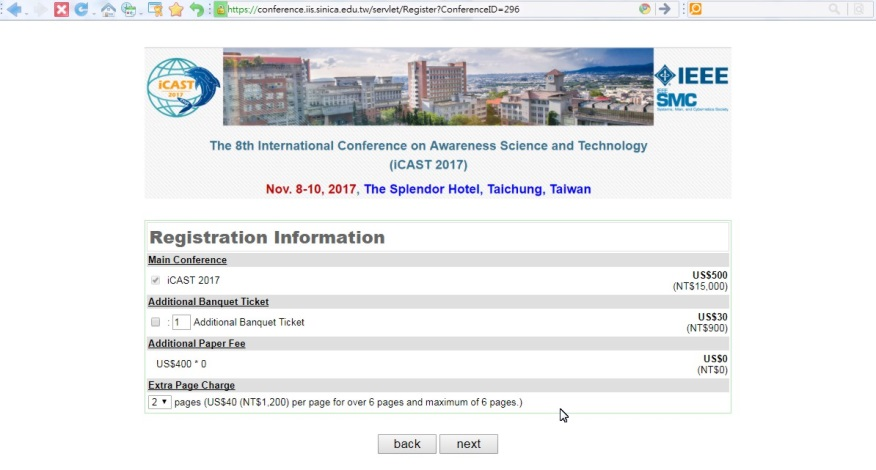 https://conference.iis.sinica.edu.tw/servlet/Register?ConferenceID=296
iCAST
2017
IEEE
IEEE
SMC
The 8th International Conference on Awareness Science and Technology
(iCAST 2017)
Nov. 8-10, 2017, The Splendor Hotel, Taichung, Taiwan
Registration Information
Main Conference
iCAST 2017
US$500
(NT$15,000)
Additional Banquet Ticket
: 1 Additional Banquet Ticket
US$30
(NT$900)
Additional Paper Fee
US$400 * 0
US$0
(NT$0)
Extra Page Charge
2 pages (US$40 (NT$1,200) per page for over 6 pages and maximum of 6 pages.)
back next